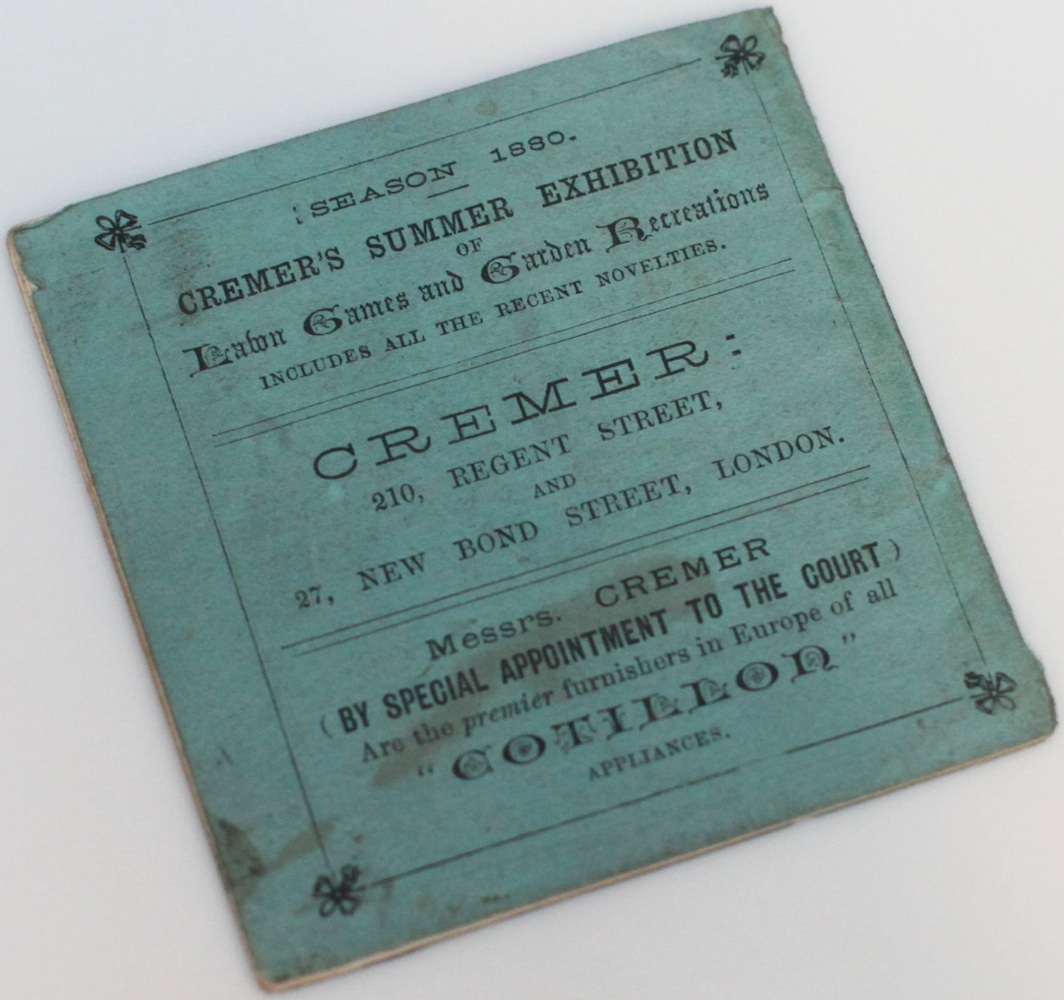 SEASON 1880.
CREMER'S SUMMER EXHIBITION
OF
Lawn Games and Garden Recreations
INCLUDES ALL THE RECENT NOVELTIES.
CREMER:
210, REGENT STREET,
AND
27, NEW BOND STREET, LONDON.
Messrs. CREMER
(BY SPECIAL APPOINTMENT TO THE COURT)
Are the premier furnishers in Europe of all
"COTILLON"
APPLIANCES.